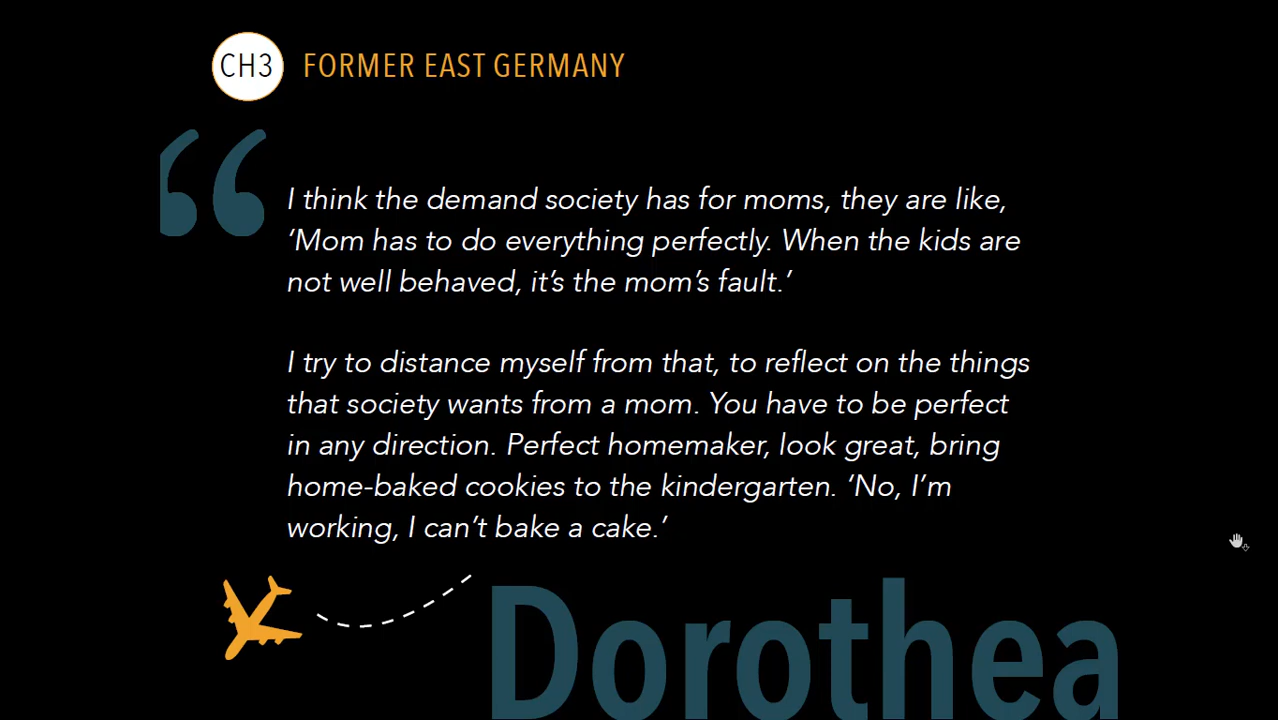 CH3 FORMER EAST GERMANY
“
I think the demand society has for moms, they are like,
‘Mom has to do everything perfectly. When the kids are
not well behaved, it’s the mom’s fault.’
I try to distance myself from that, to reflect on the things
that society wants from a mom. You have to be perfect
in any direction. Perfect homemaker, look great, bring
home-baked cookies to the kindergarten. ‘No, I’m
working, I can’t bake a cake.’
Dorothea